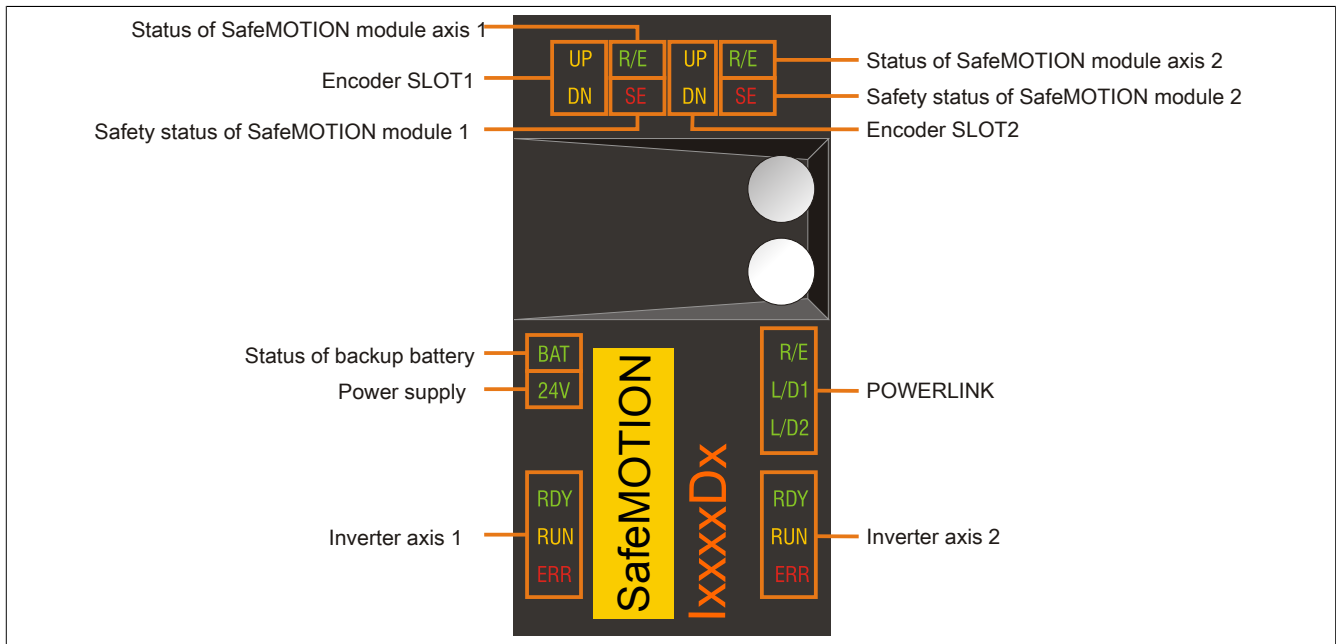 Status of SafeMOTION module axis 1
Encoder SLOT1
Safety status of SafeMOTION module 1
UP R/E UP R/E
DN SE DN SE
Status of SafeMOTION module axis 2
Safety status of SafeMOTION module 2
Encoder SLOT2
Status of backup battery
Power supply
BAT
24V
R/E
L/D1
L/D2
POWERLINK
Inverter axis 1
RDY
RUN
ERR
SafeMOTION
IxxxxDx
RDY
RUN
ERR
Inverter axis 2